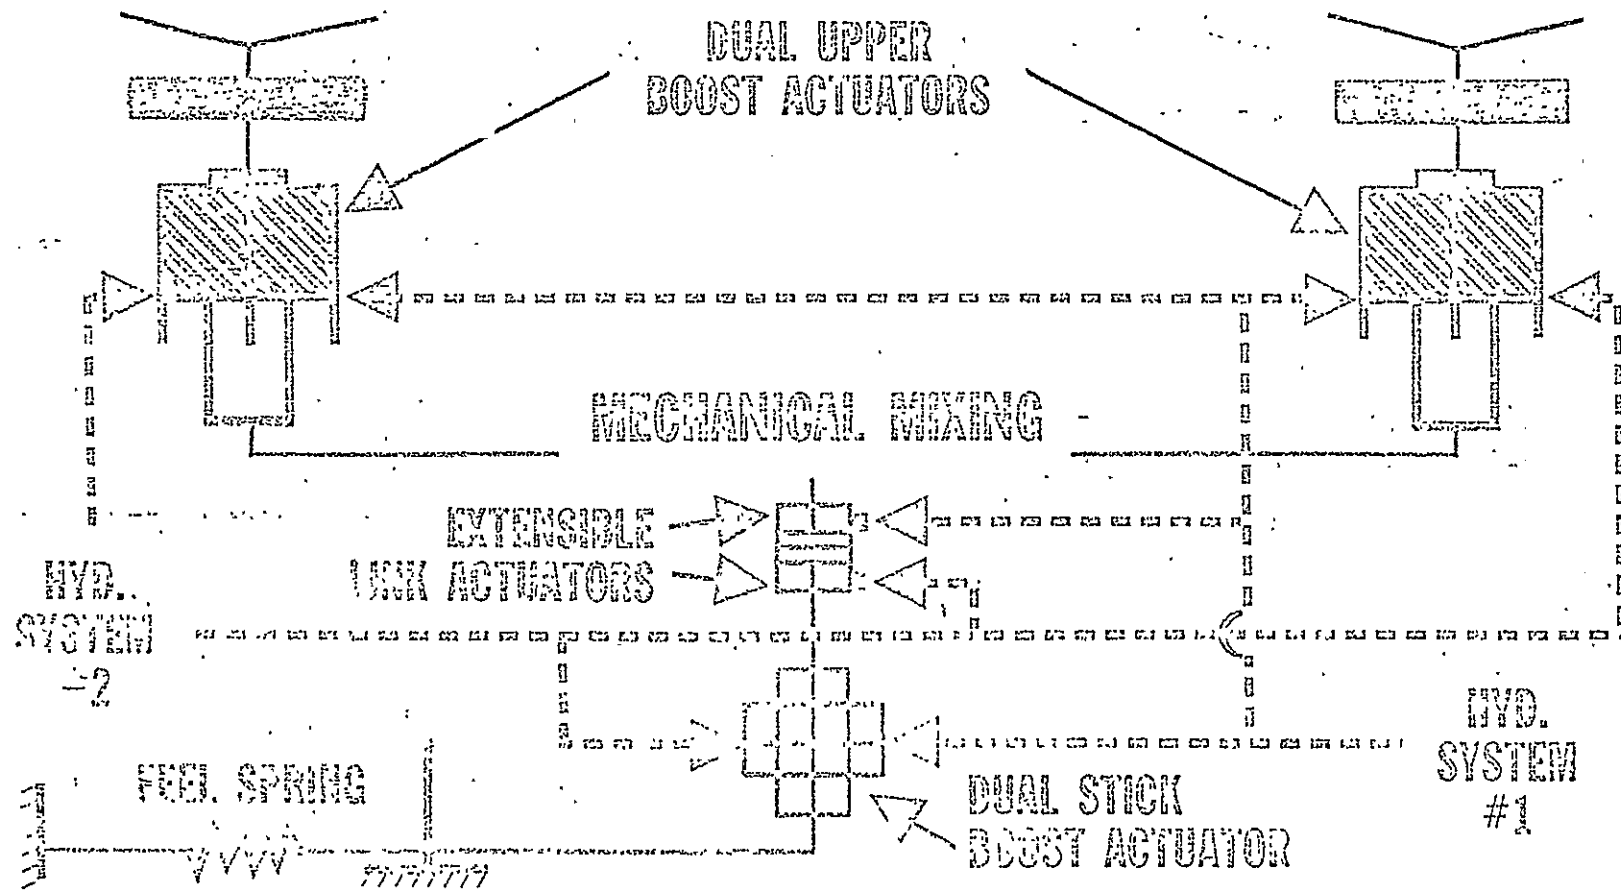 DUAL UPPER
BOOST ACTUATORS
MECHANICAL MIXING
EXTENSIBLE
LINK ACTUATORS
HYD.
SYSTEM
-2
FEEL SPRING
HYD.
SYSTEM
#1
DUAL STICK
BOOST ACTUATOR